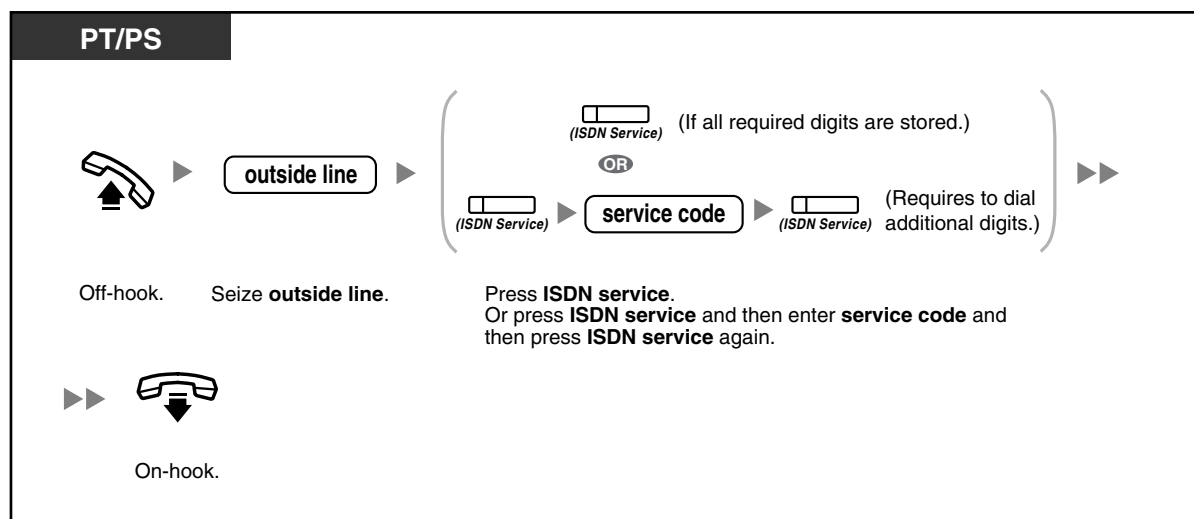 PT/PS
(ISDN Service) (If all required digits are stored.)
OR
outside line
(ISDN Service) service code (ISDN Service) (Requires to dial
additional digits.)
Off-hook. Seize outside line. Press ISDN service.
Or press ISDN service and then enter service code and
then press ISDN service again.
On-hook.